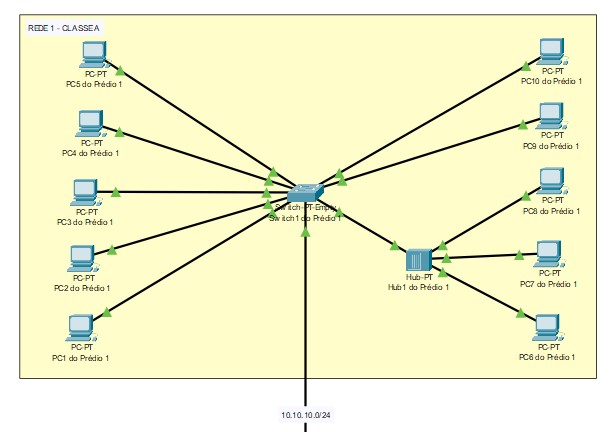 REDE 1 - CLASSE A
PC-PT
PC5 do Prédio 1
PC-PT
PC10 do Prédio 1
PC-PT
PC4 do Prédio 1
PC-PT
PC9 do Prédio 1
PC-PT
PC3 do Prédio 1
Switch-PT-Empty
Switch1 do Prédio 1
PC-PT
PC8 do Prédio 1
PC-PT
PC2 do Prédio 1
Hub-PT
Hub1 do Prédio 1
PC-PT
PC7 do Prédio 1
PC-PT
PC1 do Prédio 1
PC-PT
PC6 do Prédio 1
10.10.10.0/24